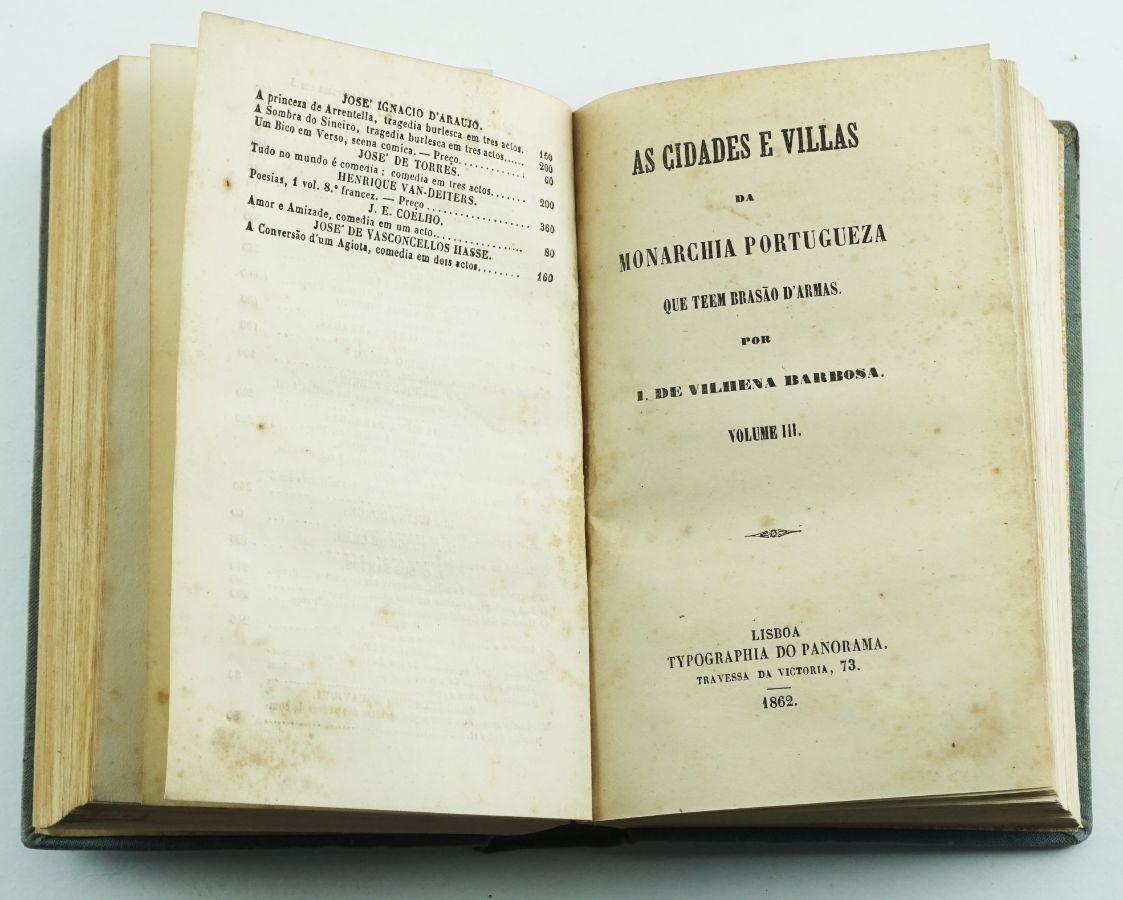 JOSE' IGNACIO D'ARAUJO.
A princeza de Arrentella, tragedia burlesca em tres actos. 160
A Sombra do Sineiro, tragedia burlesca em tres actos...... 200
Um Bico em Verso, scena comica. — Preço............ 60
JOSE' DE TORRES.
Tudo no mundo é comedia; comedia em tres actos....... 200
HENRIQUE VAN-DEITERS.
Poesias, 1 vol. 8.º francez. — Preço................ 360
J. E. COELHO.
Amor e Amizade, comedia em um acto................ 80
JOSE' DE VASCONCELLOS HASSE.
A Conversão d'um Agiota, comedia em dois actos........ 160
AS CIDADES E VILLAS
DA
MONARCHIA PORTUGUEZA
QUE TEEM BRASÃO D'ARMAS.
POR
I. DE VILHENA BARBOSA.
VOLUME III.
LISBOA
TYPOGRAPHIA DO PANORAMA.
TRAVESSA DA VICTORIA, 73.
1862.